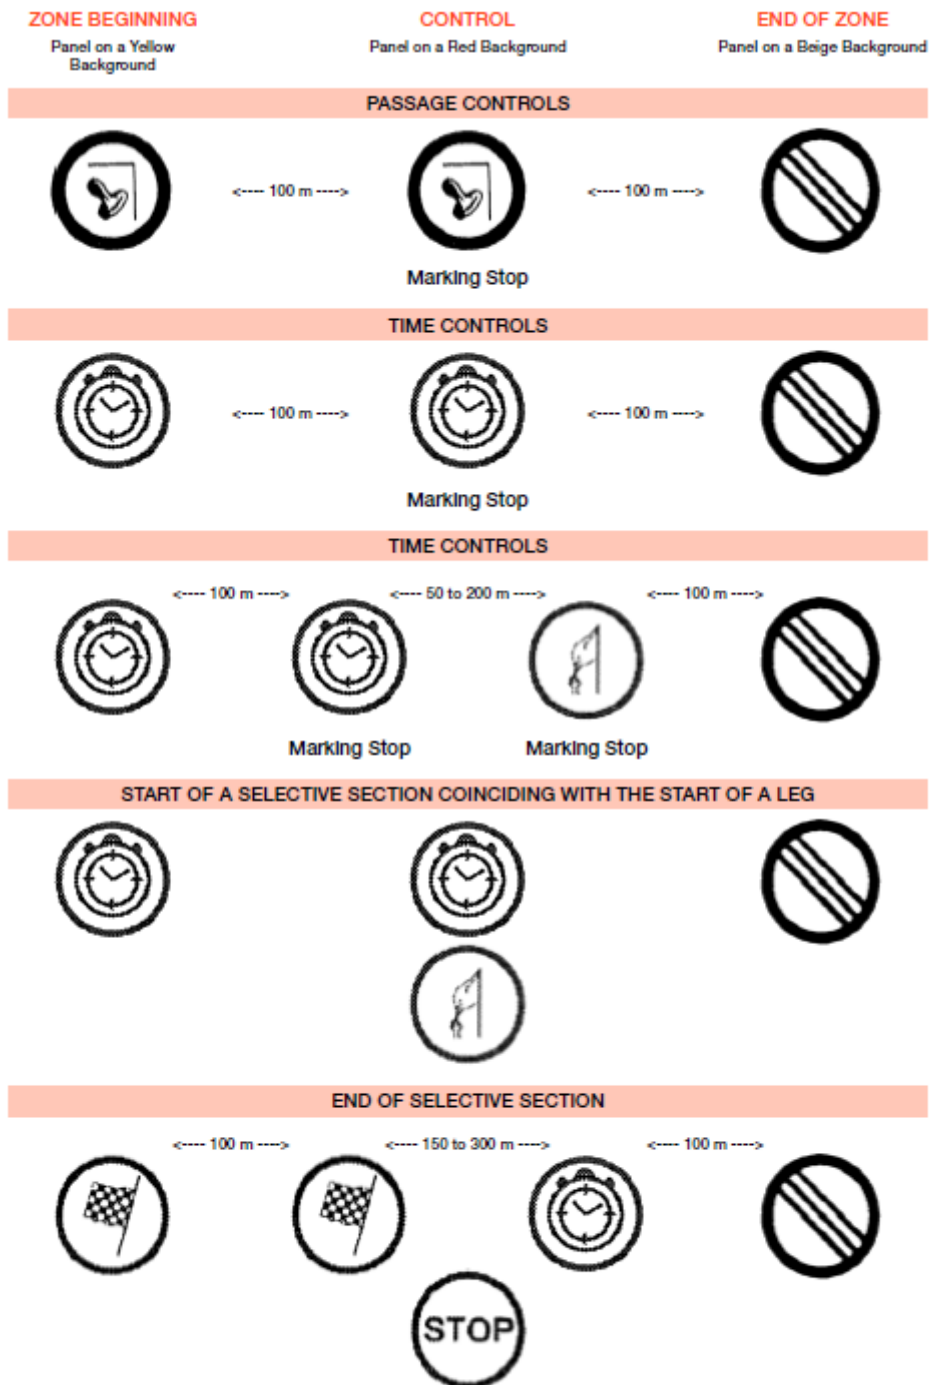 ZONE BEGINNING
CONTROL
END OF ZONE
Panel on a Yellow
Background
Panel on a Red Background
Panel on a Beige Background
PASSAGE CONTROLS
<---- 100 m ---->
<---- 100 m ---->
Marking Stop
TIME CONTROLS
<---- 100 m ---->
<---- 100 m ---->
Marking Stop
TIME CONTROLS
<---- 100 m ---->
<---- 50 to 200 m ---->
<---- 100 m ---->
Marking Stop
Marking Stop
START OF A SELECTIVE SECTION COINCIDING WITH THE START OF A LEG
END OF SELECTIVE SECTION
<---- 100 m ---->
<---- 150 to 300 m ---->
<---- 100 m ---->
STOP